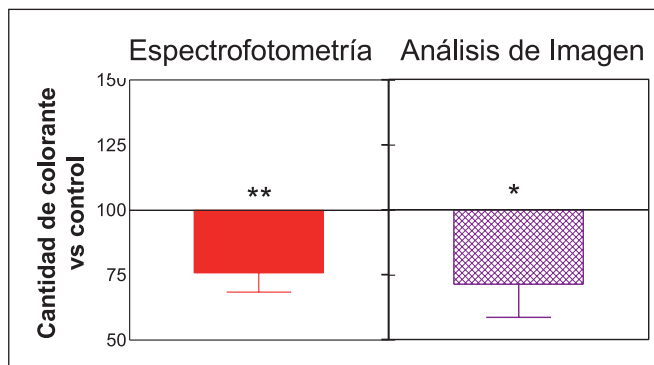 Espectrofotometría
Análisis de Imagen
Cantidad de colorante
vs control
150
125
100
75
50
**
*